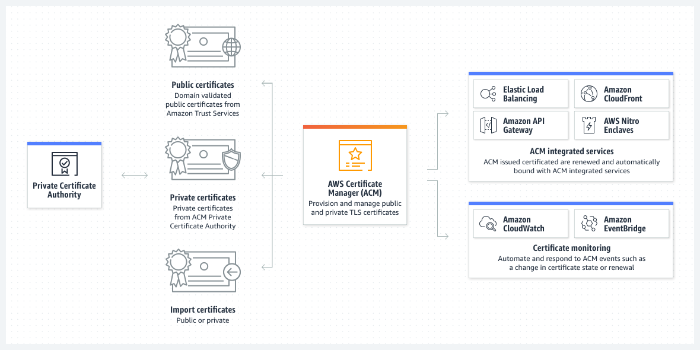 Private Certificate
Authority
Public certificates
Domain validated
public certificates from
Amazon Trust Services
Private certificates
Private certificates
from ACM Private
Certificate Authority
Import certificates
Public or private
AWS Certificate
Manager (ACM)
Provision and manage public
and private TLS certificates
Elastic Load
Balancing
Amazon
CloudFront
Amazon API
Gateway
AWS Nitro
Enclaves
ACM integrated services
ACM issued certificated are renewed and automatically
bound with ACM integrated services
Amazon
CloudWatch
Amazon
EventBridge
Certificate monitoring
Automate and respond to ACM events such as
a change in certificate state or renewal